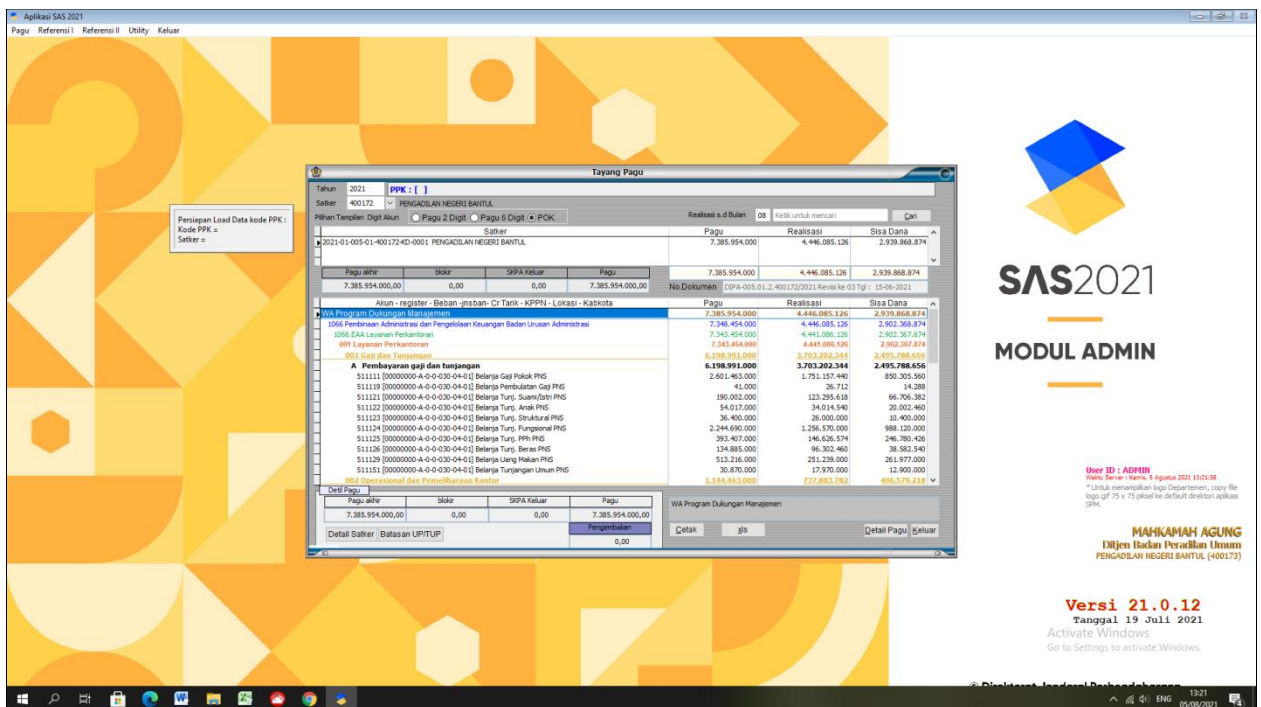 Aplikasi SAS 2021
Pagu Referensi I Referensi II Utility Keluar
Tayang Pagu
Tahun 2021 PPK : [ ]
Satker 400172 PENGADILAN NEGERI BANTUL
Pilihan Tampilan Digit Akun Pagu 2 Digit Pagu 6 Digit POK Realisasi s.d Bulan 08 Ketik untuk mencari Cari
Satker Pagu Realisasi Sisa Dana
2021-01-005-01-400172-KD-0001 PENGADILAN NEGERI BANTUL 7.385.954.000 4.446.085.126 2.939.868.874
Pagu akhir blokir SKPA Keluar Pagu 7.385.954.000 4.446.085.126 2.939.868.874
7.385.954.000,00 0,00 0,00 7.385.954.000,00 No.Dokumen DIPA-005.01.2.400172/2021 Revisi ke 03 Tgl : 15-06-2021
Akun - register - Beban -jnsban- Cr Tarik - KPPN - Lokasi - Kabkota Pagu Realisasi Sisa Dana
WA Program Dukungan Manajemen 7.385.954.000 4.446.085.126 2.939.868.874
1066 Pembinaan Administrasi dan Pengelolaan Keuangan Badan Urusan Administrasi 7.348.454.000 4.446.085.126 2.902.368.874
1066.EAA Layanan Perkantoran 7.343.454.000 4.441.086.126 2.902.367.874
001 Layanan Perkantoran 7.343.454.000 4.441.086.126 2.902.367.874
001 Gaji dan Tunjangan 6.198.991.000 3.703.202.344 2.495.788.656
A Pembayaran gaji dan tunjangan 6.198.991.000 3.703.202.344 2.495.788.656
511111 [00000000-A-0-0-030-04-01] Belanja Gaji Pokok PNS 2.601.463.000 1.751.157.440 850.305.560
511119 [00000000-A-0-0-030-04-01] Belanja Pembulatan Gaji PNS 41.000 26.712 14.288
511121 [00000000-A-0-0-030-04-01] Belanja Tunj. Suami/Istri PNS 190.002.000 123.295.618 66.706.382
511122 [00000000-A-0-0-030-04-01] Belanja Tunj. Anak PNS 54.017.000 34.014.540 20.002.460
511123 [00000000-A-0-0-030-04-01] Belanja Tunj. Struktural PNS 36.400.000 26.000.000 10.400.000
511124 [00000000-A-0-0-030-04-01] Belanja Tunj. Fungsional PNS 2.244.690.000 1.256.570.000 988.120.000
511125 [00000000-A-0-0-030-04-01] Belanja Tunj. PPh PNS 393.407.000 146.626.574 246.780.426
511126 [00000000-A-0-0-030-04-01] Belanja Tunj. Beras PNS 134.885.000 96.302.460 38.582.540
511129 [00000000-A-0-0-030-04-01] Belanja Uang Makan PNS 513.216.000 251.239.000 261.977.000
511151 [00000000-A-0-0-030-04-01] Belanja Tunjangan Umum PNS 30.870.000 17.970.000 12.900.000
002 Operasional dan Pemeliharaan Kantor 1.144.463.000 737.883.782 406.579.218
Detil Pagu
Pagu akhir blokir SKPA Keluar Pagu
7.385.954.000,00 0,00 0,00 7.385.954.000,00
WA Program Dukungan Manajemen
Detail Satker Batasan UP/TUP Pengembalian
0,00
Cetak xls Detail Pagu Keluar
Persiapan Load Data kode PPK :
Kode PPK =
Satker =
SAS2021
MODUL ADMIN
User ID : ADMIN
Waktu Server : Kamis, 5 Agustus 2021 13:21:38
* Untuk menampilkan logo Departemen, copy file
logo.gif 75 x 75 piksel ke default direktori aplikasi
SPM.
MAHKAMAH AGUNG
Ditjen Badan Peradilan Umum
PENGADILAN NEGERI BANTUL (400173)
Versi 21.0.12
Tanggal 19 Juli 2021
Activate Windows
Go to Settings to activate Windows.
ENG 13:21
05/08/2021